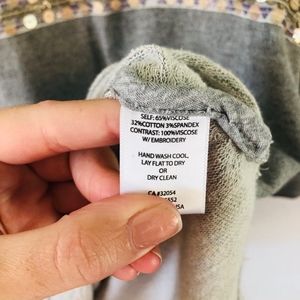 SELF: 65%VISCOSE
32%COTTON 3%SPANDEX
CONTRAST: 100%VISCOSE
W/ EMBROIDERY
HAND WASH COOL,
LAY FLAT TO DRY
OR
DRY CLEAN
CA#32054